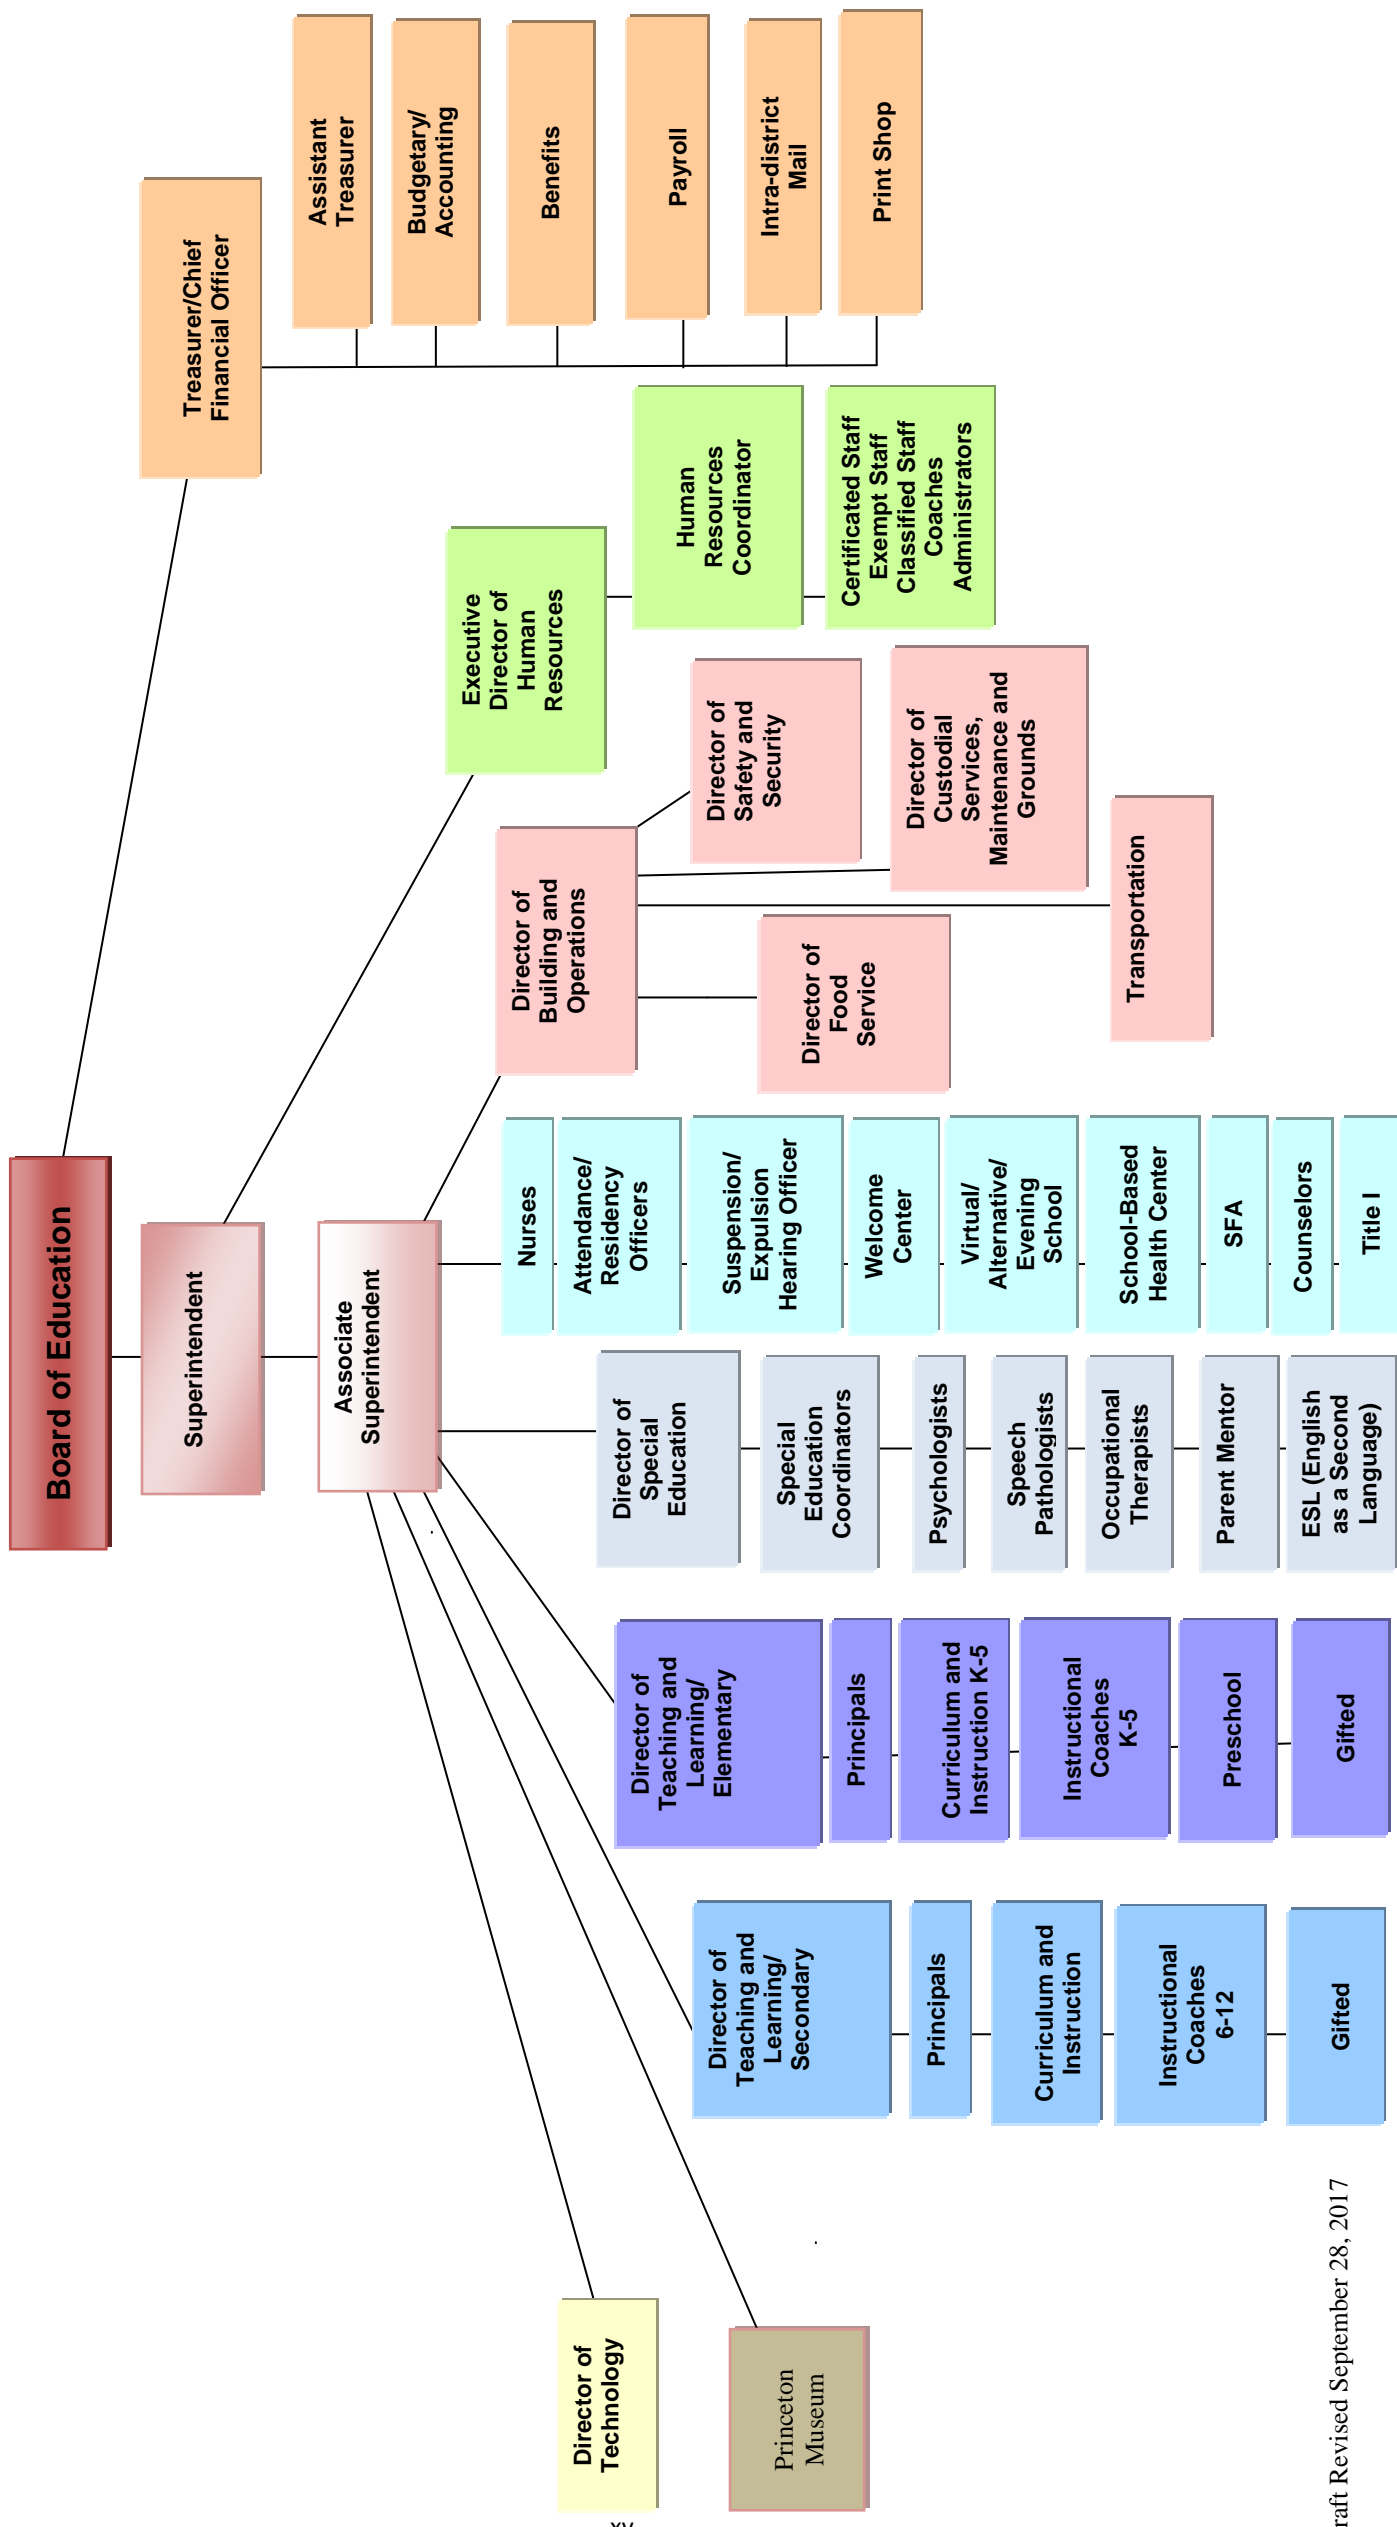 Board of Education
Superintendent
Treasurer/Chief
Financial Officer
Associate
Superintendent
Assistant
Treasurer
Budgetary/
Accounting
Benefits
Payroll
Intra-district
Mail
Print Shop
Executive
Director of
Human
Resources
Human
Resources
Coordinator
Certificated Staff
Exempt Staff
Classified Staff
Coaches
Administrators
Director of
Building and
Operations
Director of
Safety and
Security
Director of
Custodial
Services,
Maintenance and
Grounds
Director of
Food
Service
Transportation
Nurses
Attendance/
Residency
Officers
Suspension/
Expulsion
Hearing Officer
Welcome
Center
Virtual/
Alternative/
Evening
School
School-Based
Health Center
SFA
Counselors
Title I
Director of
Special
Education
Special
Education
Coordinators
Psychologists
Speech
Pathologists
Occupational
Therapists
Parent Mentor
ESL (English
as a Second
Language)
Director of
Teaching and
Learning/
Elementary
Principals
Curriculum and
Instruction K-5
Instructional
Coaches
K-5
Preschool
Gifted
Director of
Teaching and
Learning/
Secondary
Principals
Curriculum and
Instruction
Instructional
Coaches
6-12
Gifted
Director of
Technology
Princeton
Museum
raft Revised September 28, 2017